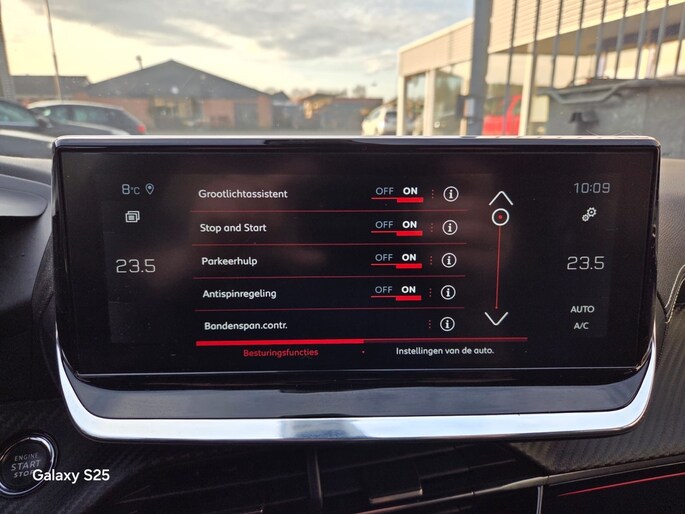 8°C
10:09
Grootlichtassistent OFF ON
Stop and Start OFF ON
23.5
Parkeerhulp OFF ON
23.5
Antispinregeling OFF ON
AUTO
Bandenspan.contr.
A/C
Besturingsfuncties
Instellingen van de auto.
ENGINE
START
STOP
Galaxy S25